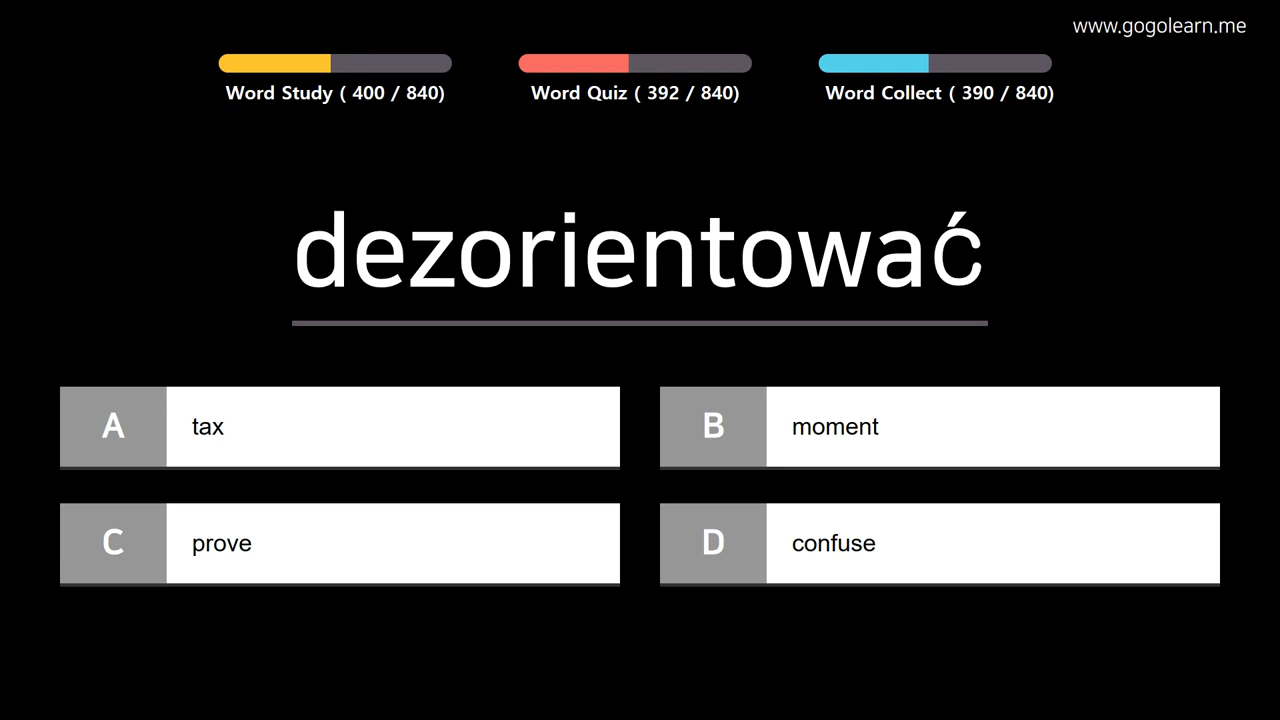 www.gogolearn.me
Word Study ( 400 / 840)
Word Quiz ( 392 / 840)
Word Collect ( 390 / 840)
dezorientować
A tax
B moment
C prove
D confuse